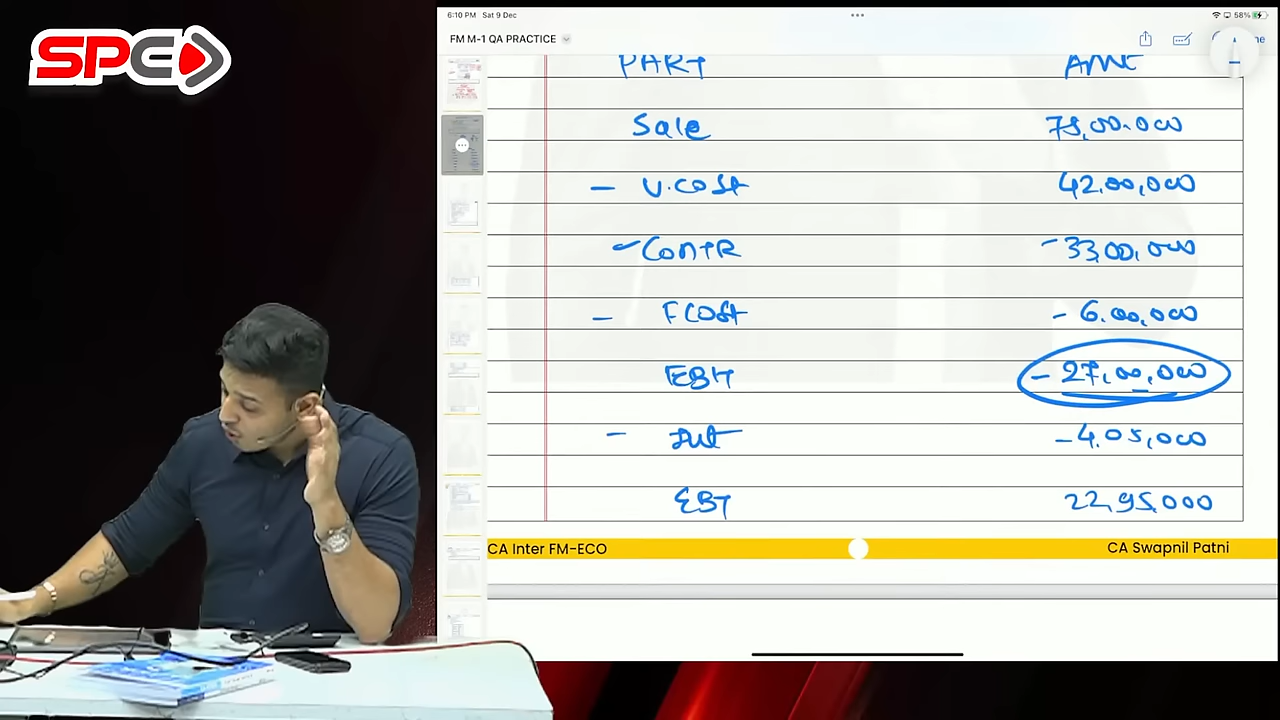 SPC
6:10 PM Sat 9 Dec
58%
FM M-1 QA PRACTICE
PART AMT
Sale 75,00,000
- V.COST 42,00,000
- CONTR - 33,00,000
- F COST - 6,00,000
EBIT - 27,00,000
- Int - 4,05,000
EBT 22,95,000
CA Inter FM-ECO CA Swapnil Patni